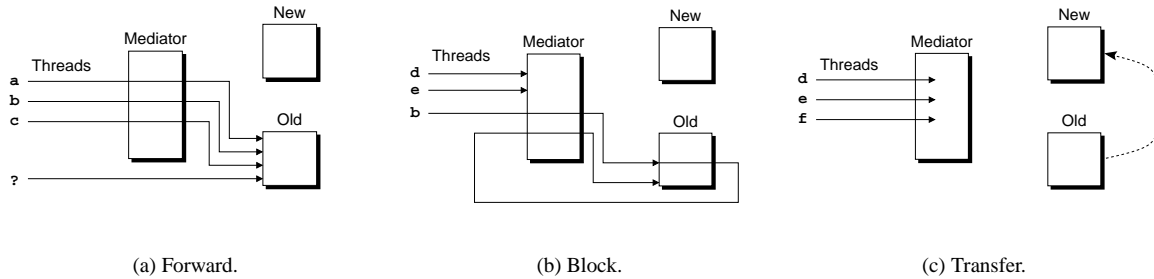 New
Mediator
Threads
a
b
c
Old
?
(a) Forward.
New
Mediator
Threads
d
e
b
Old
(b) Block.
New
Mediator
Threads
d
e
f
Old
(c) Transfer.